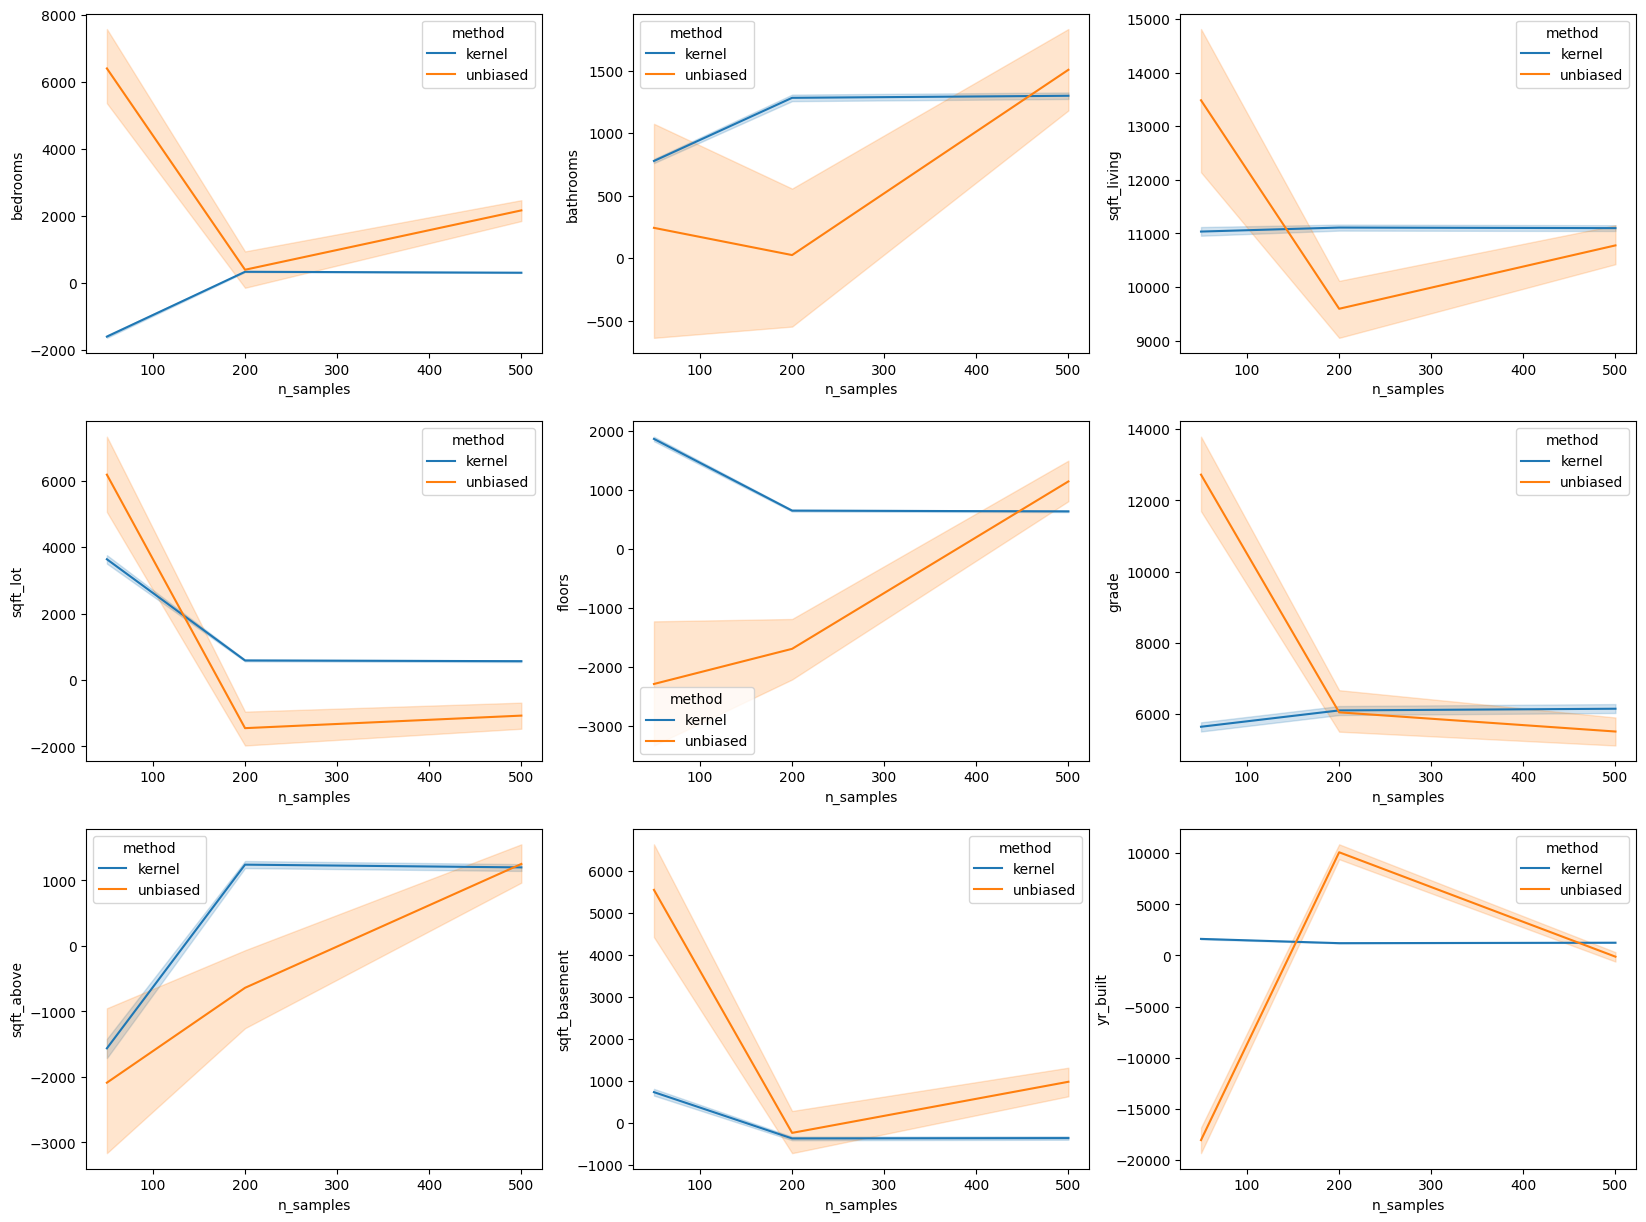 8000
6000
4000
2000
0
−2000
bedrooms
method
kernel
unbiased
100 200 300 400 500
n_samples
1500
1000
500
0
−500
bathrooms
method
kernel
unbiased
100 200 300 400 500
n_samples
15000
14000
13000
12000
11000
10000
9000
sqft_living
method
kernel
unbiased
100 200 300 400 500
n_samples
6000
4000
2000
0
−2000
sqft_lot
method
kernel
unbiased
100 200 300 400 500
n_samples
2000
1000
0
−1000
−2000
−3000
floors
method
kernel
unbiased
100 200 300 400 500
n_samples
14000
12000
10000
8000
6000
grade
method
kernel
unbiased
100 200 300 400 500
n_samples
1000
0
−1000
−2000
−3000
sqft_above
method
kernel
unbiased
100 200 300 400 500
n_samples
6000
5000
4000
3000
2000
1000
0
−1000
sqft_basement
method
kernel
unbiased
100 200 300 400 500
n_samples
10000
5000
0
−5000
−10000
−15000
−20000
yr_built
method
kernel
unbiased
100 200 300 400 500
n_samples